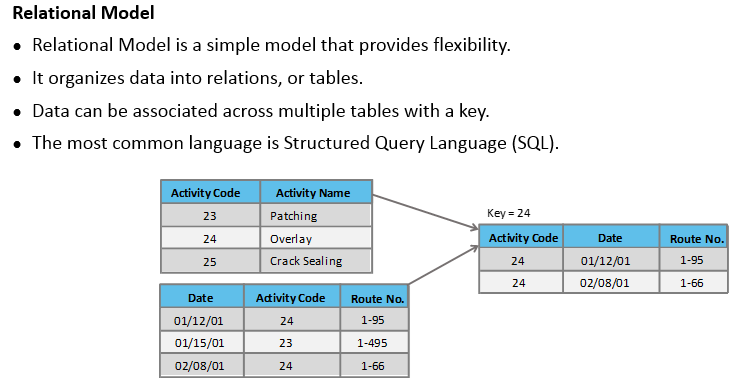 Relational Model
• Relational Model is a simple model that provides flexibility.
• It organizes data into relations, or tables.
• Data can be associated across multiple tables with a key.
• The most common language is Structured Query Language (SQL).
Activity Code Activity Name
23 Patching
24 Overlay
25 Crack Sealing
Date Activity Code Route No.
01/12/01 24 1-95
01/15/01 23 1-495
02/08/01 24 1-66
Key = 24
Activity Code Date Route No.
24 01/12/01 1-95
24 02/08/01 1-66